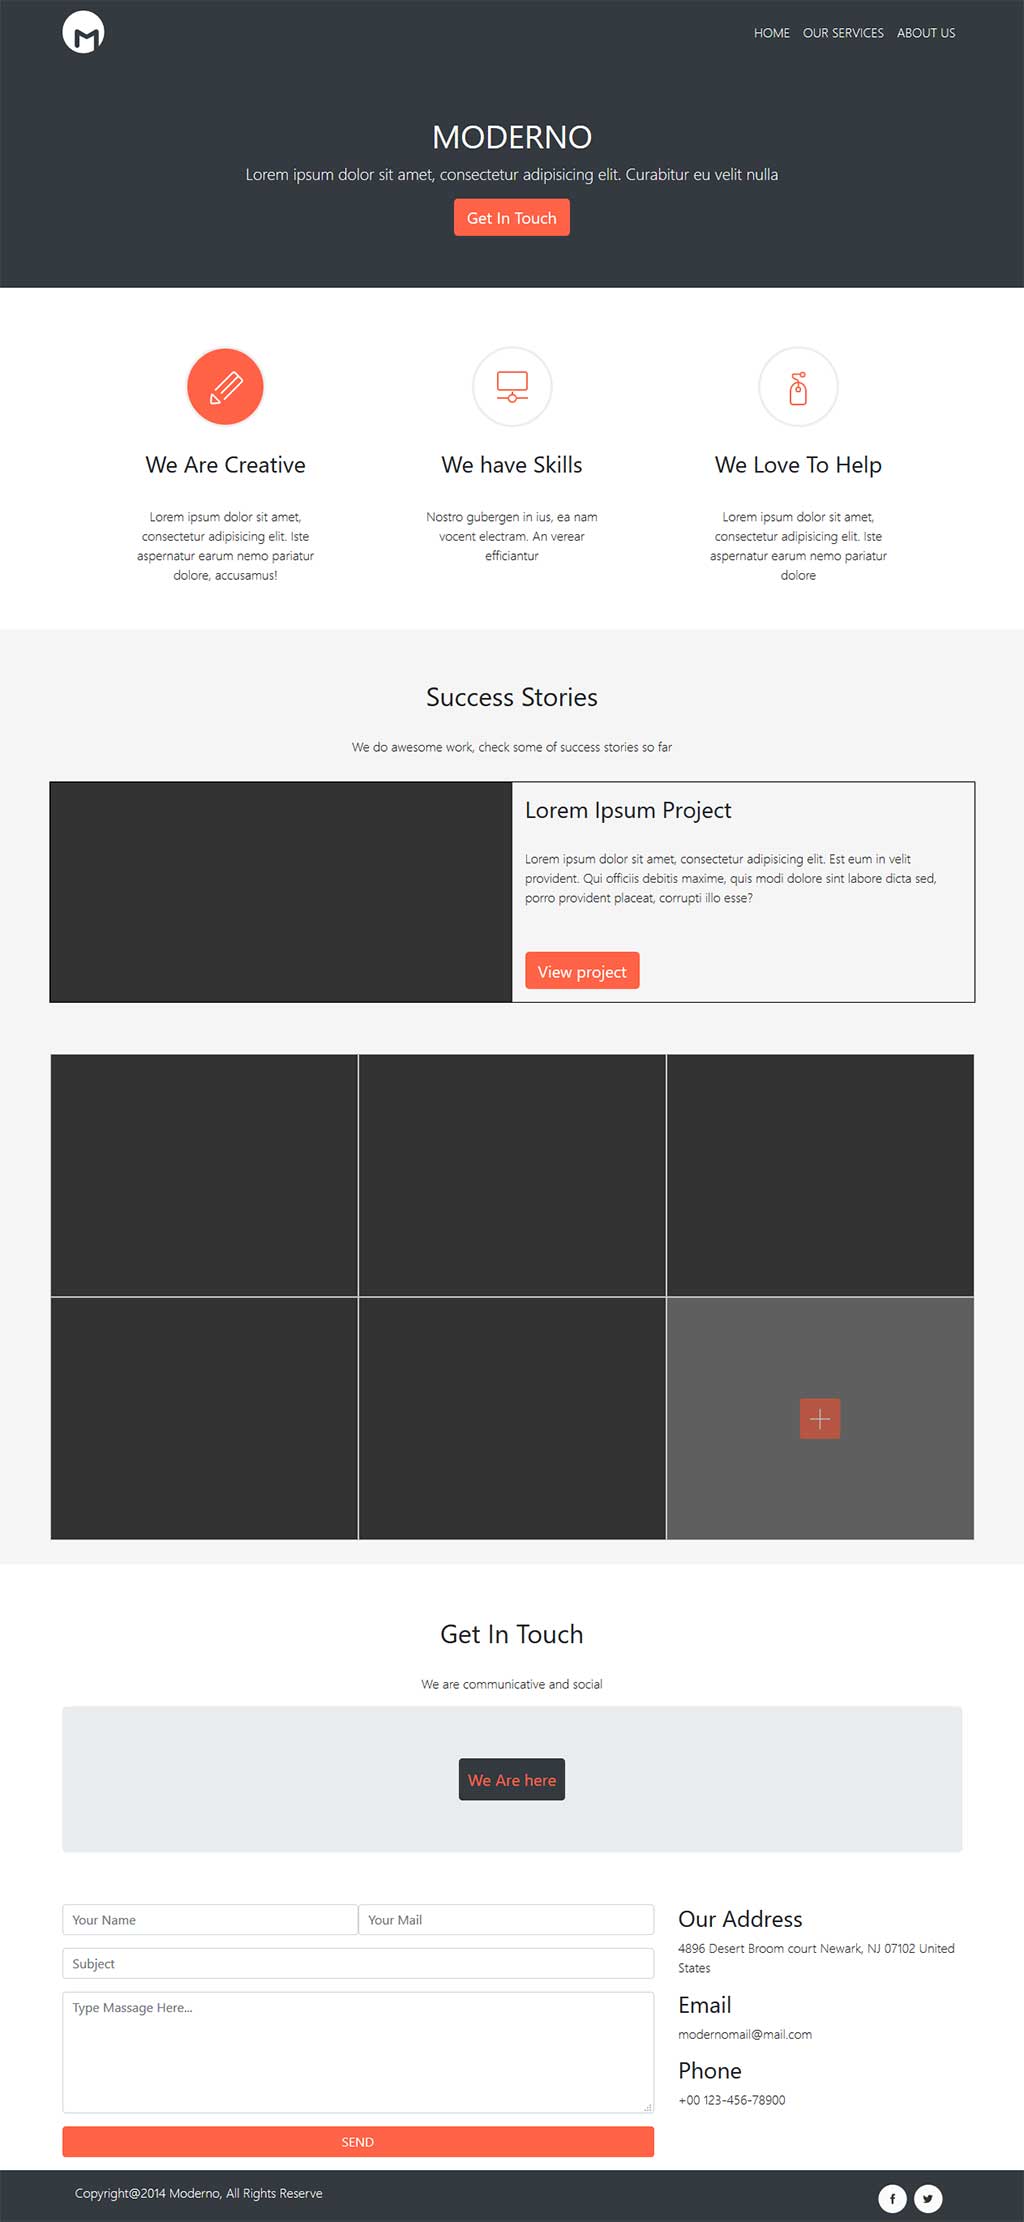 M
HOME OUR SERVICES ABOUT US
MODERNO
Lorem ipsum dolor sit amet, consectetur adipisicing elit. Curabitur eu velit nulla
Get In Touch
We Are Creative
Lorem ipsum dolor sit amet,
consectetur adipisicing elit. Iste
aspernatur earum nemo pariatur
dolore, accusamus!
We have Skills
Nostro gubergen in ius, ea nam
vocent electram. An verear
efficiantur
We Love To Help
Lorem ipsum dolor sit amet,
consectetur adipisicing elit. Iste
aspernatur earum nemo pariatur
dolore
Success Stories
We do awesome work, check some of success stories so far
Lorem Ipsum Project
Lorem ipsum dolor sit amet, consectetur adipisicing elit. Est eum in velit
provident. Qui officiis debitis maxime, quis modi dolore sint labore dicta sed,
porro provident placeat, corrupti illo esse?
View project
Get In Touch
We are communicative and social
We Are here
Your Name
Your Mail
Subject
Type Massage Here...
SEND
Our Address
4896 Desert Broom court Newark, NJ 07102 United
States
Email
modernomail@mail.com
Phone
+00 123-456-78900
Copyright@2014 Moderno, All Rights Reserve